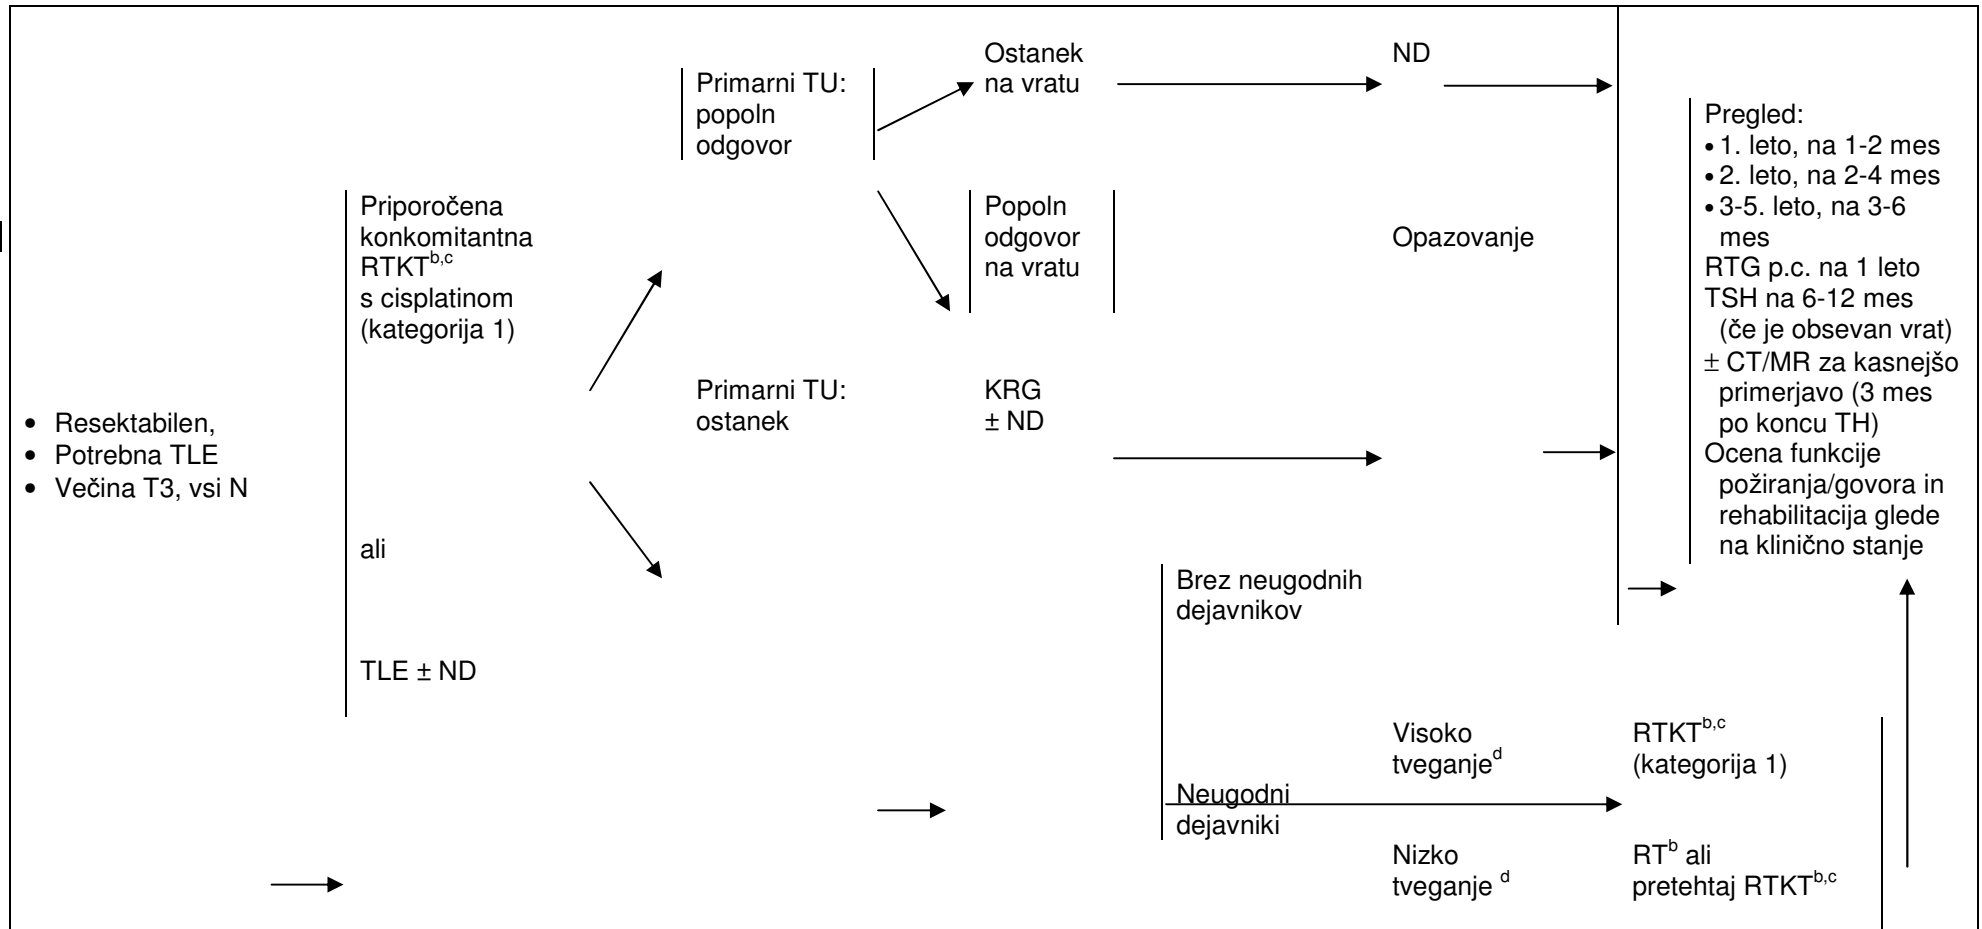 • Resektabilen,
• Potrebna TLE
• Večina T3, vsi N
Priporočena
konkomitantna
RTKTb,c
s cisplatinom
(kategorija 1)
ali
TLE ± ND
Primarni TU:
popoln
odgovor
Primarni TU:
ostanek
Ostanek
na vratu
Popoln
odgovor
na vratu
KRG
± ND
ND
Opazovanje
Brez neugodnih
dejavnikov
Neugodni
dejavniki
Visoko
tveganjed
Nizko
tveganje d
RTKTb,c
(kategorija 1)
RTb ali
pretehtaj RTKTb,c
Pregled:
• 1. leto, na 1-2 mes
• 2. leto, na 2-4 mes
• 3-5. leto, na 3-6
mes
RTG p.c. na 1 leto
TSH na 6-12 mes
(če je obsevan vrat)
± CT/MR za kasnejšo
primerjavo (3 mes
po koncu TH)
Ocena funkcije
požiranja/govora in
rehabilitacija glede
na klinično stanje